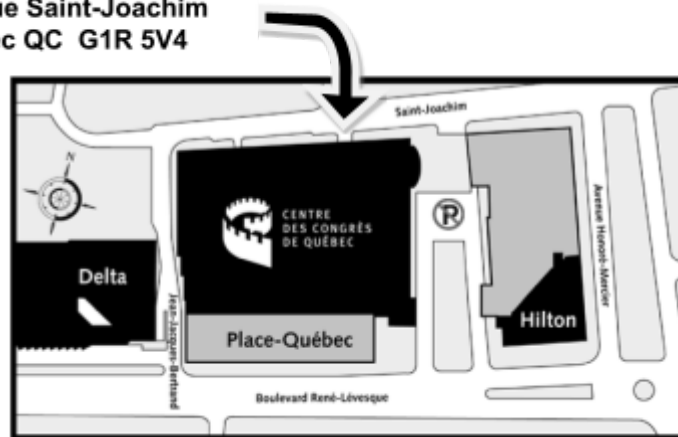 ue Saint-Joachim
c QC G1R 5V4
Saint-Joachim
N
CENTRE
DES CONGRÈS
DE QUÉBEC
P
Avenue Honoré-Mercier
Delta
Jean-Jacques-Bertrand
Hilton
Place-Québec
Boulevard René-Lévesque